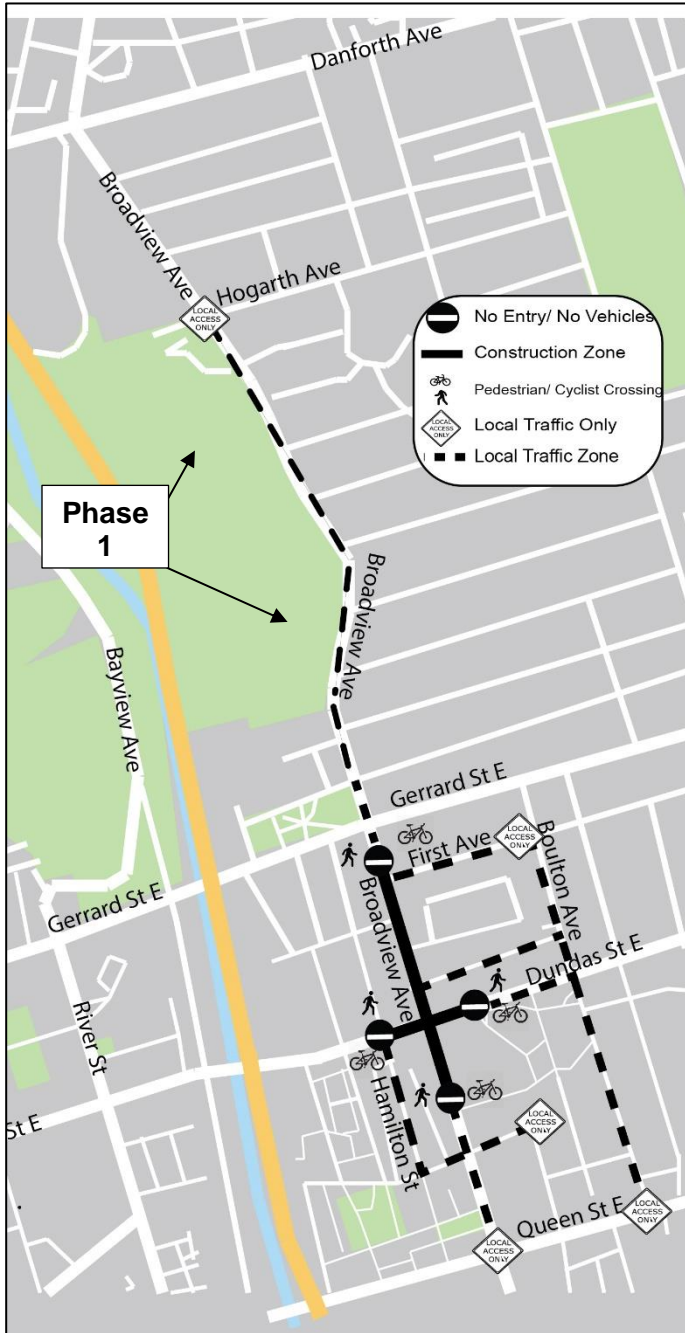 Danforth Ave
Broadview Ave
Hogarth Ave
LOCAL
ACCESS
ONLY
No Entry/ No Vehicles
Construction Zone
Pedestrian/ Cyclist Crossing
LOCAL
ACCESS
ONLY
Local Traffic Only
Local Traffic Zone
Phase
1
Broadview Ave
Bayview Ave
Gerrard St E
First Ave
LOCAL
ACCESS
ONLY
Boulton Ave
Gerrard St E
Broadview Ave
Dundas St E
River St
Hamilton St
St E
LOCAL
ACCESS
ONLY
Queen St E
LOCAL
ACCESS
ONLY
LOCAL
ACCESS
ONLY